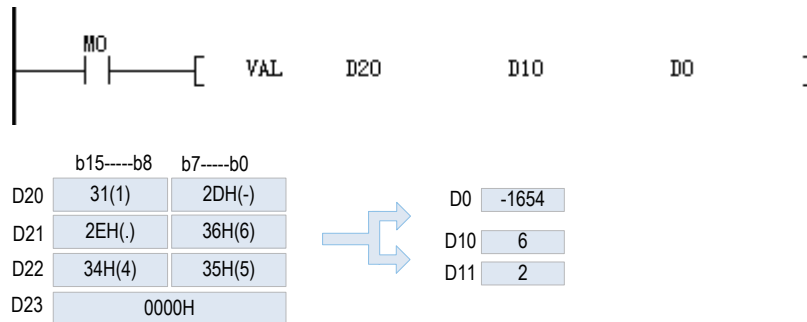 M0
[ VAL D20 D10 D0 ]
b15-----b8 b7-----b0
D20 31(1) 2DH(-) D0 -1654
D21 2EH(.) 36H(6) D10 6
D22 34H(4) 35H(5) D11 2
D23 0000H